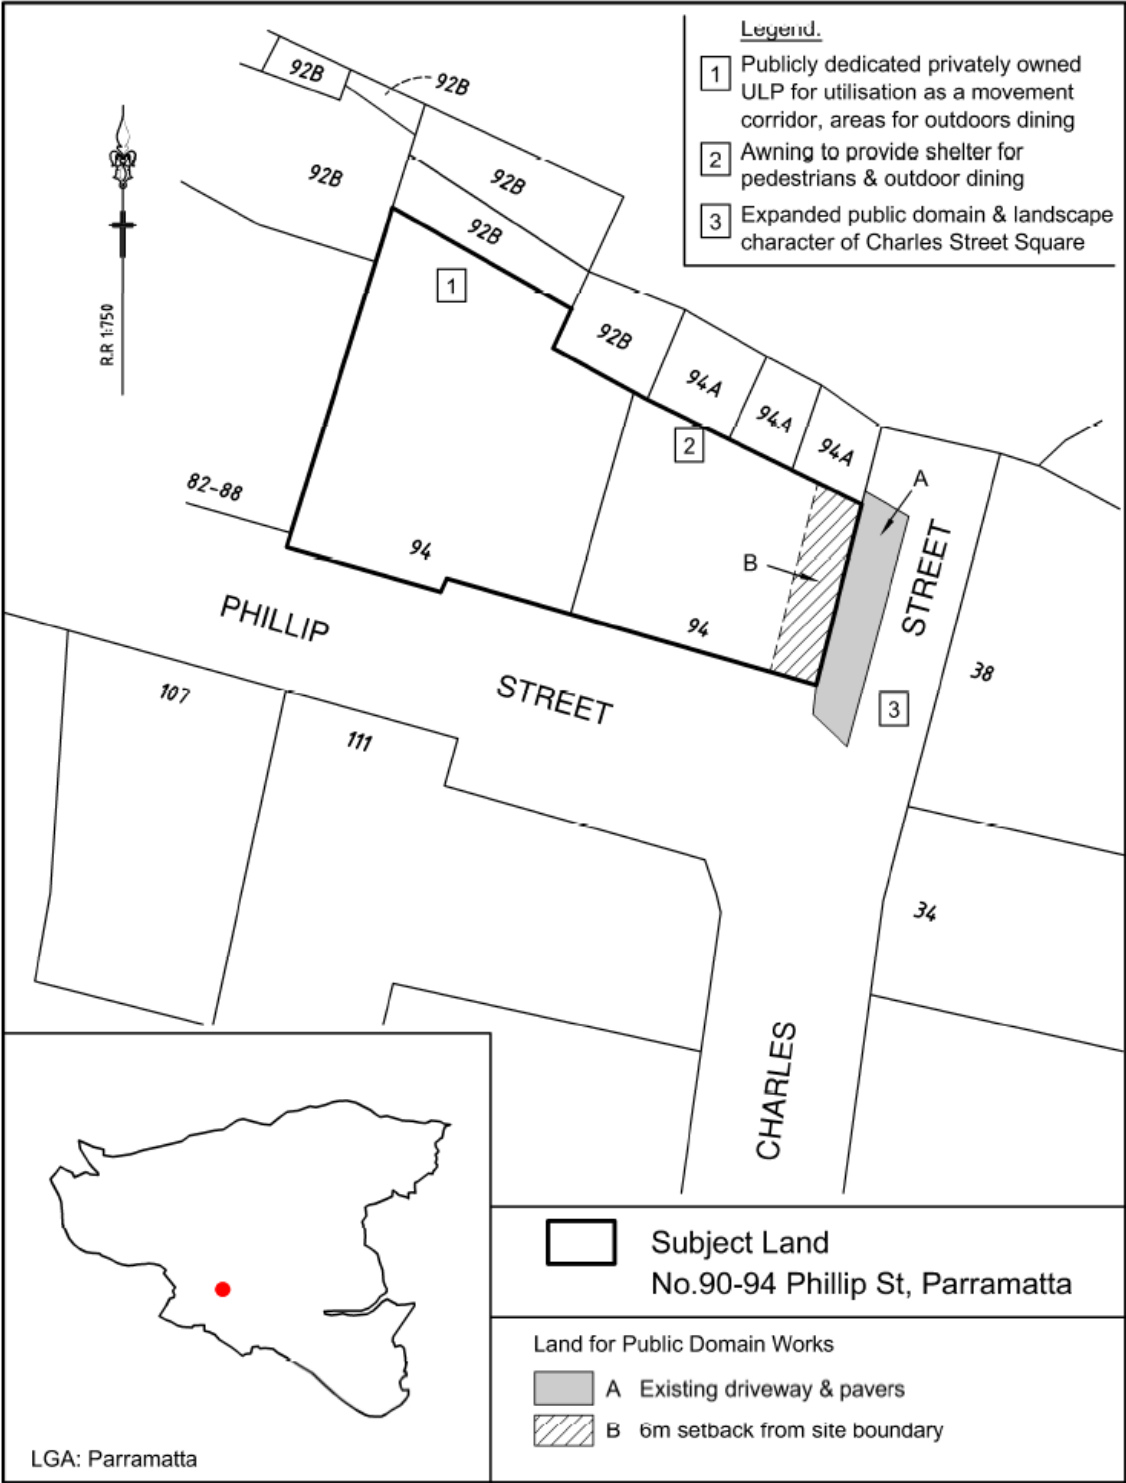 Legend.
1 Publicly dedicated privately owned
ULP for utilisation as a movement
corridor, areas for outdoors dining
2 Awning to provide shelter for
pedestrians & outdoor dining
3 Expanded public domain & landscape
character of Charles Street Square
92B
92B
92B
92B
92B
1
R.R 1:750
92B
94A
94A
94A
2
A
82-88
94
B
STREET
94
PHILLIP
STREET
38
3
107
111
34
CHARLES
LGA: Parramatta
Subject Land
No.90-94 Phillip St, Parramatta
Land for Public Domain Works
A Existing driveway & pavers
B 6m setback from site boundary